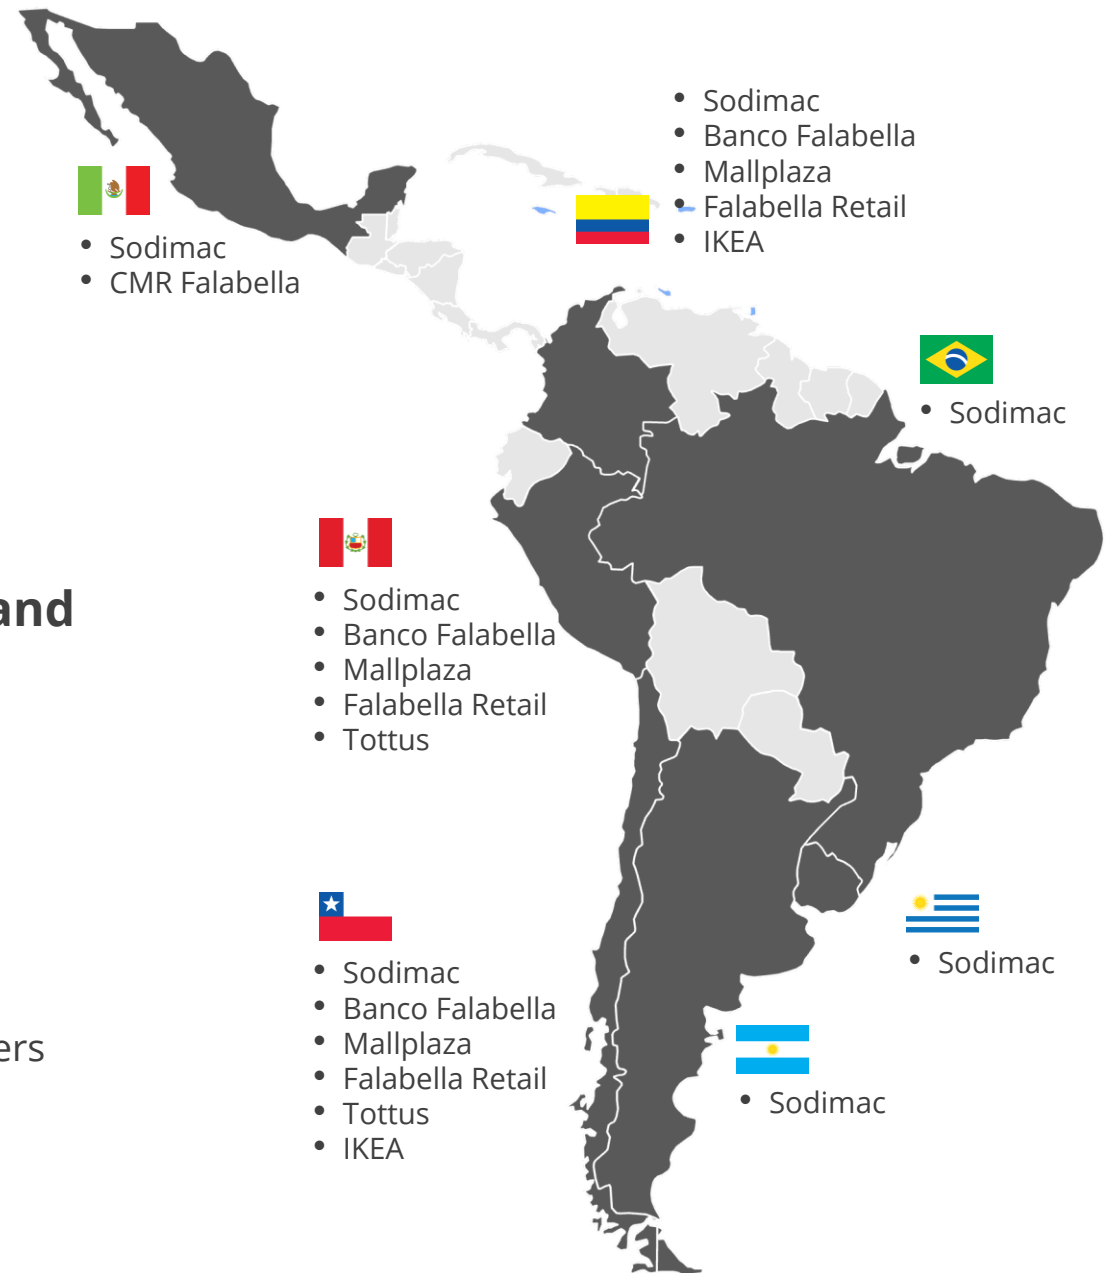 • Sodimac
• Banco Falabella
• Mallplaza
• Falabella Retail
• IKEA
• Sodimac
• CMR Falabella
• Sodimac
• Sodimac
• Banco Falabella
• Mallplaza
• Falabella Retail
• Tottus
and
• Sodimac
• Banco Falabella
• Mallplaza
• Falabella Retail
• Tottus
• IKEA
• Sodimac
ers
• Sodimac